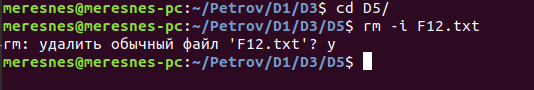 meresnes@meresnes-pc:~/Petrov/D1/D3$ cd D5/
meresnes@meresnes-pc:~/Petrov/D1/D3/D5$ rm -i F12.txt
rm: удалить обычный файл 'F12.txt'? y
meresnes@meresnes-pc:~/Petrov/D1/D3/D5$